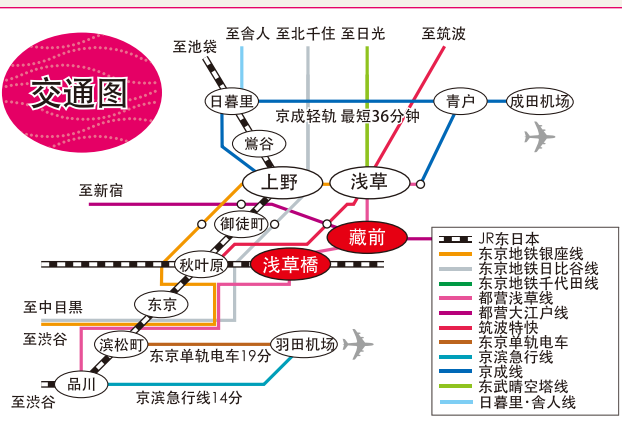 至舎人 至北千住 至日光 至筑波
至池袋
交通图
日暮里
青户
成田机场
京成轻轨 最短36分钟
鶯谷
上野
浅草
至新宿
御徒町
藏前
秋叶原
浅草橋
至中目黒
东京
至涩谷
滨松町
羽田机场
东京单轨电车19分
品川
至涩谷
京滨急行线14分
JR东日本
东京地铁银座线
东京地铁日比谷线
东京地铁千代田线
都营浅草线
都营大江户线
筑波特快
东京单轨电车
京滨急行线
京成线
东武晴空塔线
日暮里·舎人线